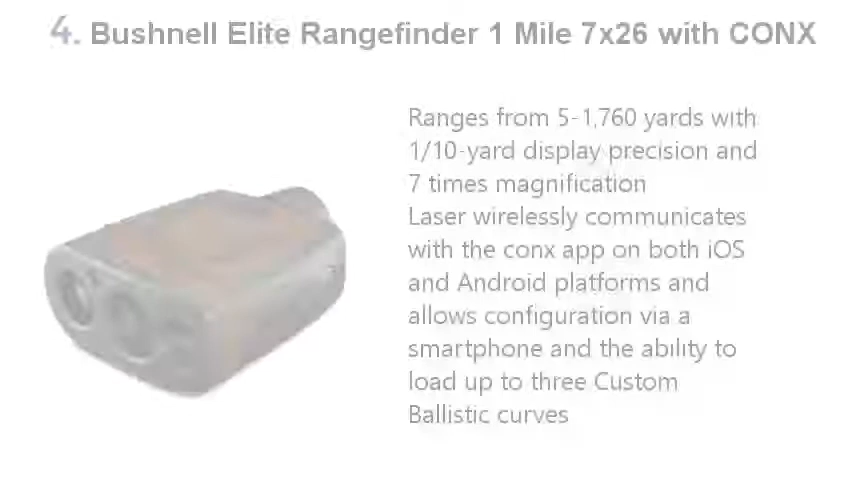 4. Bushnell Elite Rangefinder 1 Mile 7x26 with CONX
Ranges from 5-1,760 yards with
1/10-yard display precision and
7 times magnification
Laser wirelessly communicates
with the conx app on both iOS
and Android platforms and
allows configuration via a
smartphone and the ability to
load up to three Custom
Ballistic curves